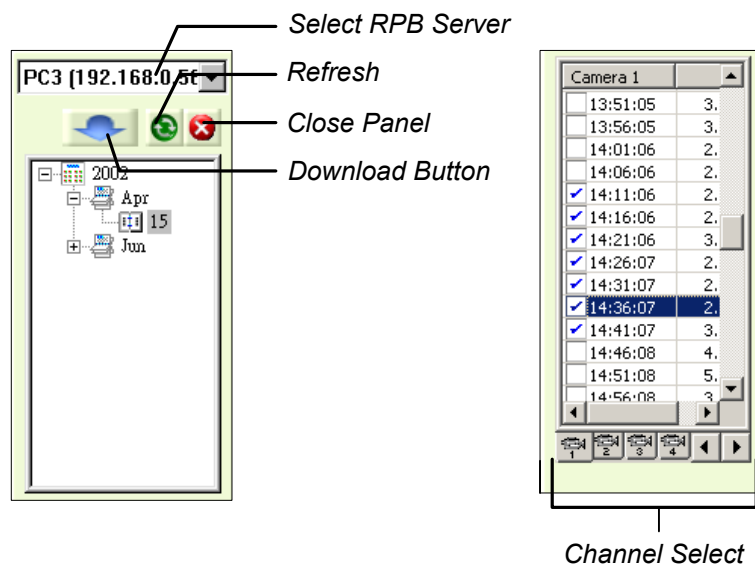 Select RPB Server
PC3 (192.168.0.5
Refresh
Close Panel
Download Button
2002
Apr
15
Jun
Camera 1
13:51:05 3.
13:56:05 3.
14:01:06 2.
14:06:06 2.
14:11:06 2.
14:16:06 2.
14:21:06 3.
14:26:07 2.
14:31:07 2.
14:36:07 2.
14:41:07 3.
14:46:08 4.
14:51:08 5.
14:56:08 3
1 2 3 4
Channel Select